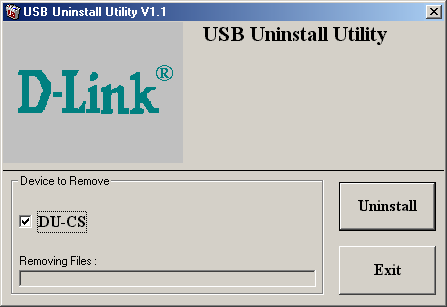 USB Uninstall Utility V1.1
USB Uninstall Utility
D-Link®
Device to Remove
DU-CS
Uninstall
Removing Files :
Exit